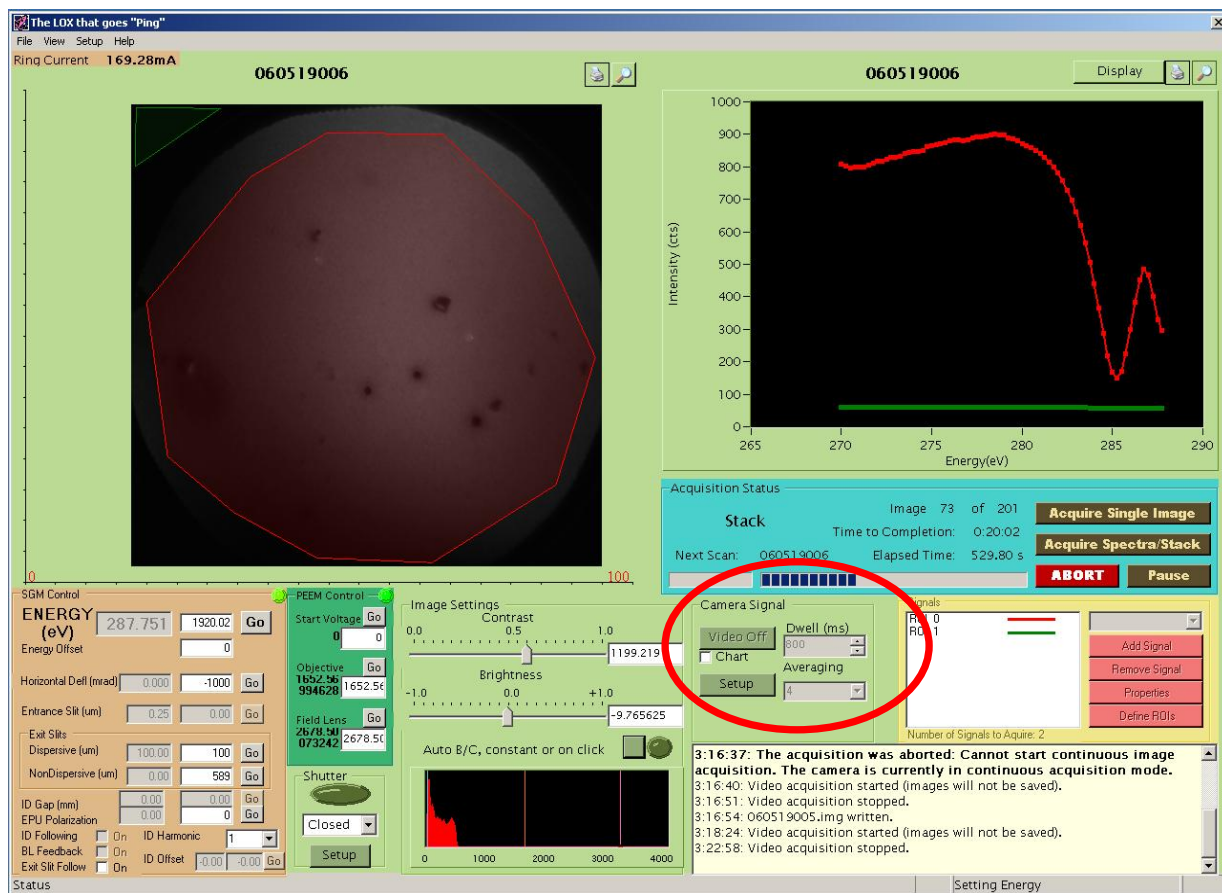 The LOX that goes "Ping"
File View Setup Help
Ring Current 169.28mA
060519006
0 100
060519006
Display
1000
900
800
700
600
500
400
300
200
100
0
Intensity (cts)
265 270 275 280 285 290
Energy(eV)
Acquisition Status
Stack
Image 73 of 201
Time to Completion: 0:20:02
Next Scan: 060519006 Elapsed Time: 529.80 s
Acquire Single Image
Acquire Spectra/Stack
ABORT Pause
SGM Control
ENERGY (eV) 287.751 1920.02 Go
Energy Offset 0
Horizontal Defl (mrad) 0.000 -1000 Go
Entrance Slit (um) 0.25 0.00 Go
Exit Slits
Dispersive (um) 100.00 100 Go
NonDispersive (um) 0.00 589 Go
ID Gap (mm) 0.00 0.00 Go
EPU Polarization 0.00 0 Go
ID Following On ID Harmonic 1
BL Feedback On
Exit Slit Follow On ID Offset -0.00 -0.00 Go
PEEM Control
Start Voltage Go
0 0
Objective Go
1652.56
994628 1652.56
Field Lens Go
2678.50
073242 2678.50
Shutter
Closed
Setup
Image Settings
Contrast
0.0 0.5 1.0
1199.219
Brightness
-1.0 0.0 +1.0
-9.765625
Auto B/C, constant or on click
0 1000 2000 3000 4000
Camera Signal
Video Off
Dwell (ms)
800
Chart
Averaging
Setup
4
Signals
ROI_0
Add Signal
Remove Signal
Properties
Define ROIs
Number of Signals to Aquire: 2
3:16:37: The acquisition was aborted: Cannot start continuous image
acquisition. The camera is currently in continuous acquisition mode.
3:16:40: Video acquisition started (images will not be saved).
3:16:51: Video acquisition stopped.
3:16:54: 060519005.img written.
3:18:24: Video acquisition started (images will not be saved).
3:22:58: Video acquisition stopped.
Status
Setting Energy